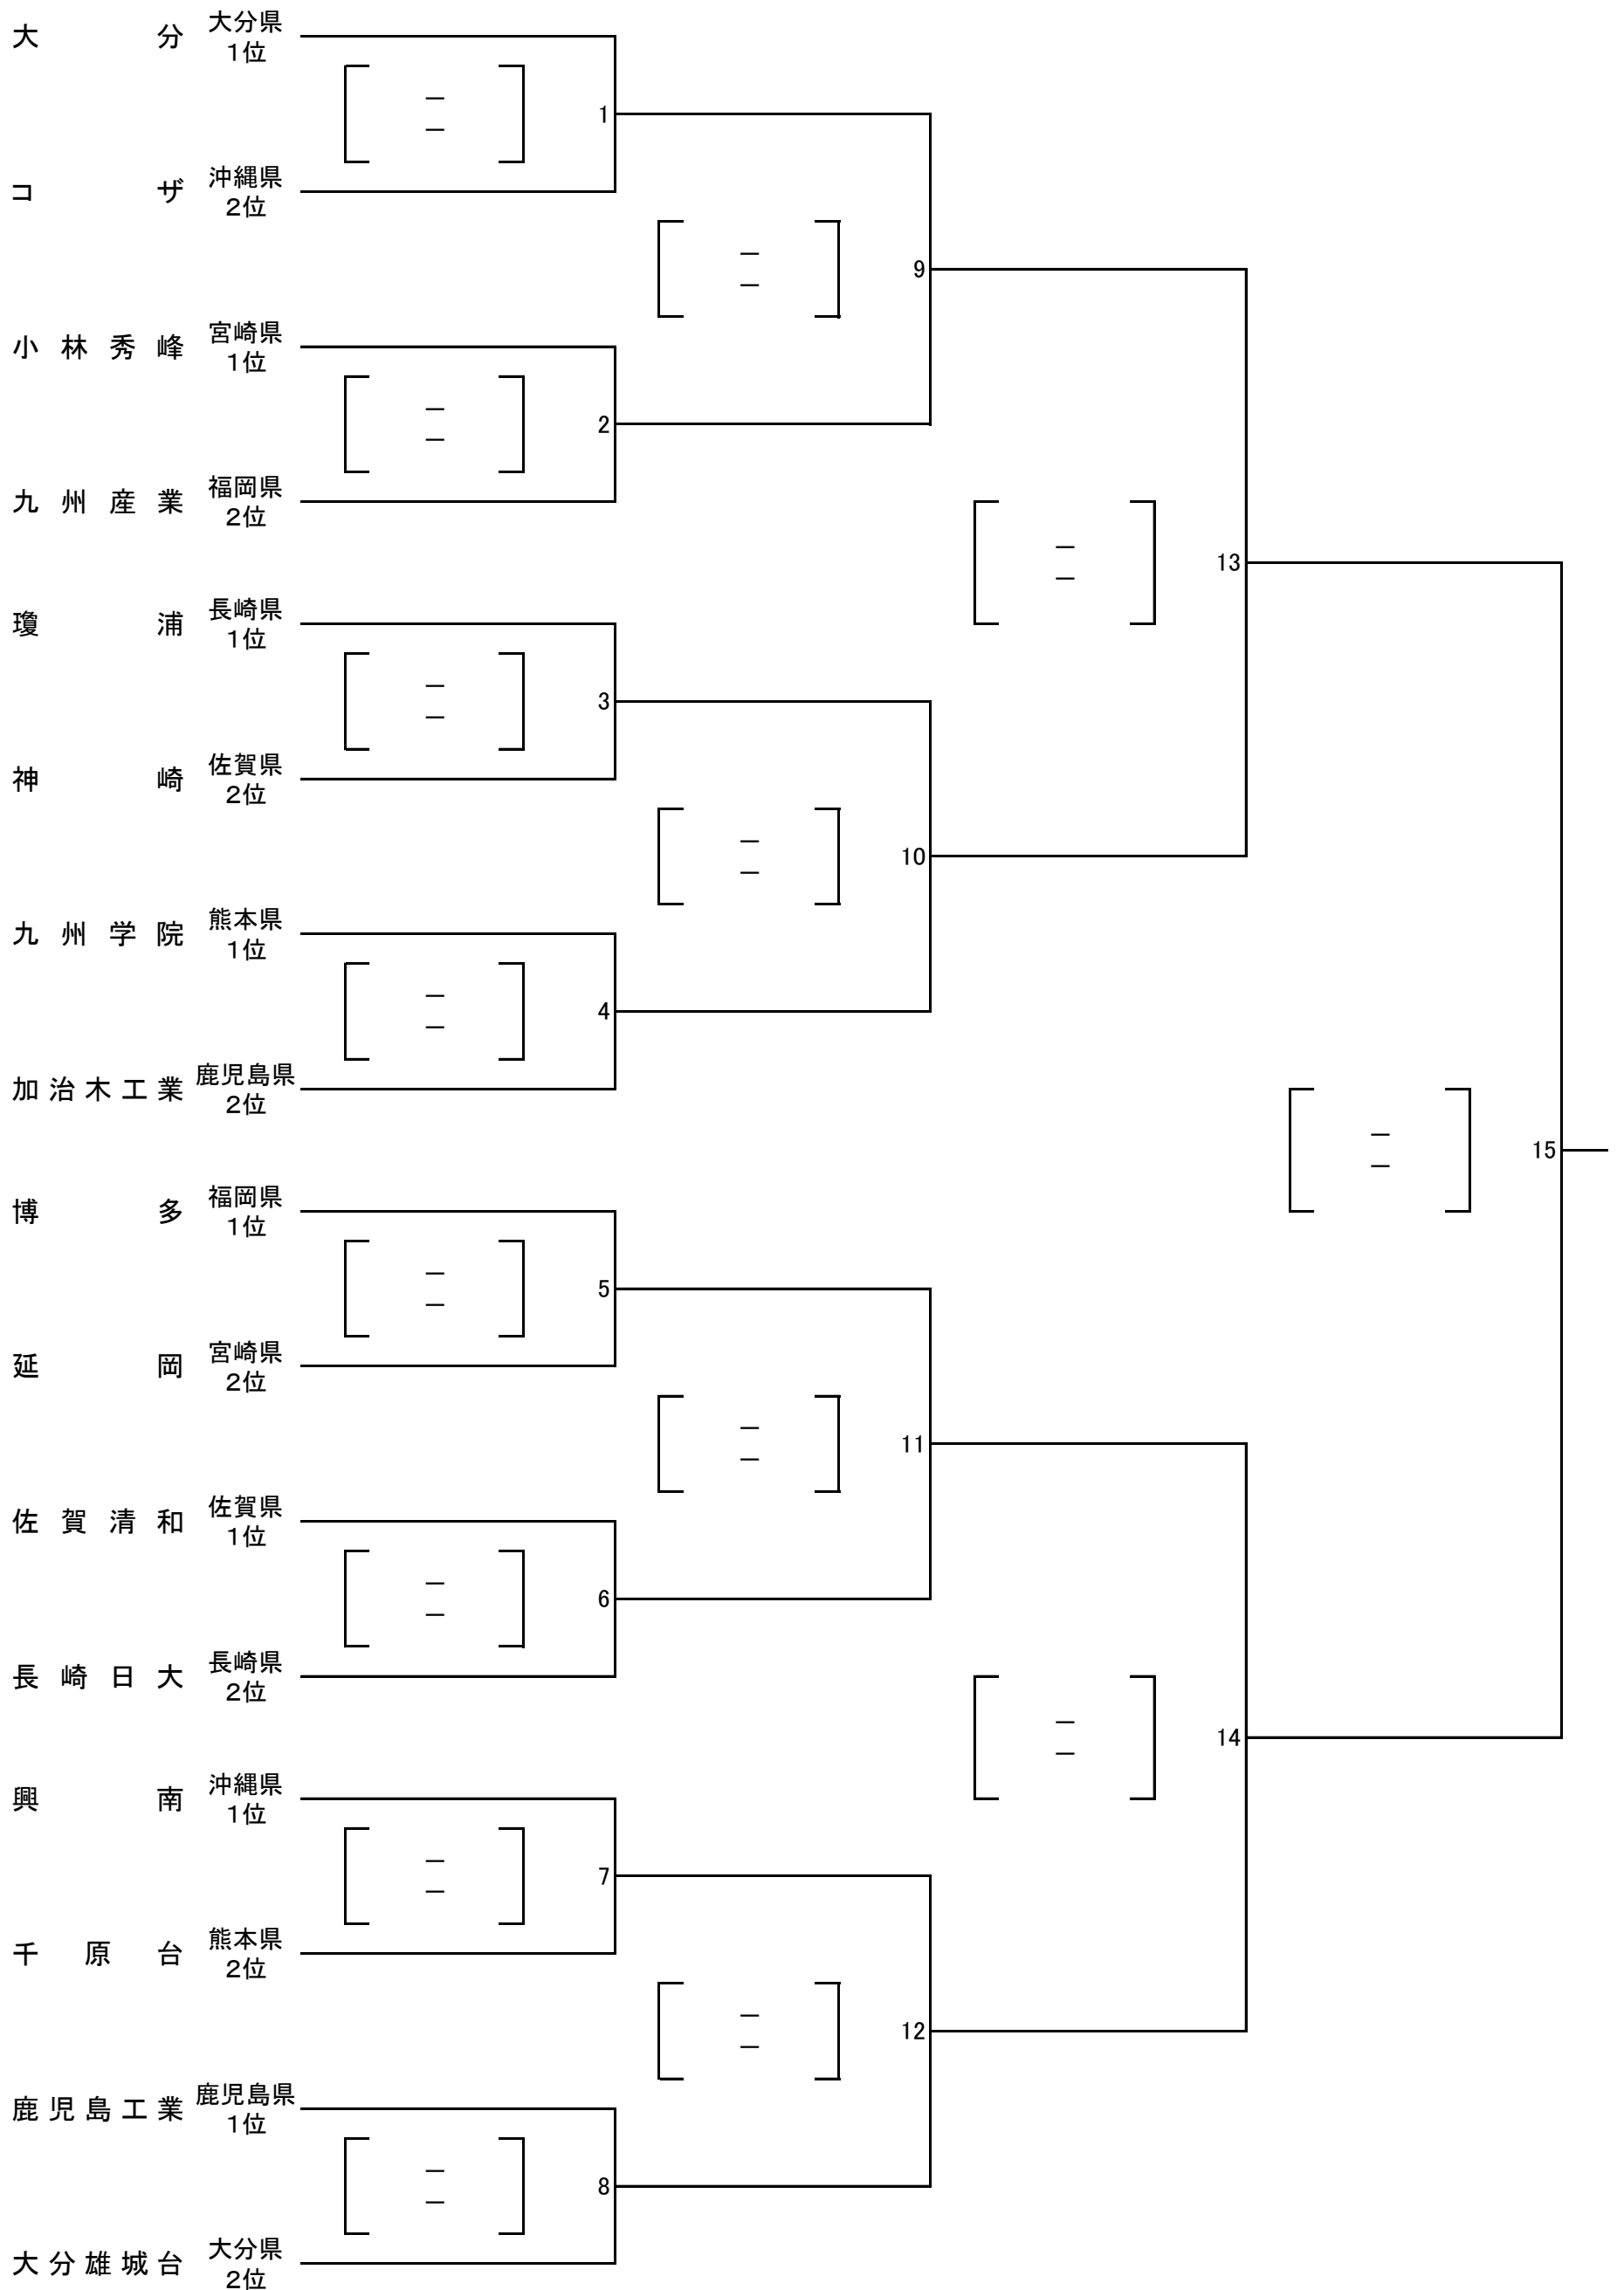 大分 大分県
1位
－
－
1
コザ 沖縄県
2位
－
－
9
小林秀峰 宮崎県
1位
－
－
2
九州産業 福岡県
2位
－
－
13
瓊浦 長崎県
1位
－
－
3
神崎 佐賀県
2位
－
－
10
九州学院 熊本県
1位
－
－
4
加治木工業 鹿児島県
2位
－
－
15
博多 福岡県
1位
－
－
5
延岡 宮崎県
2位
－
－
11
佐賀清和 佐賀県
1位
－
－
6
長崎日大 長崎県
2位
－
－
14
興南 沖縄県
1位
－
－
7
千原台 熊本県
2位
－
－
12
鹿児島工業 鹿児島県
1位
－
－
8
大分雄城台 大分県
2位